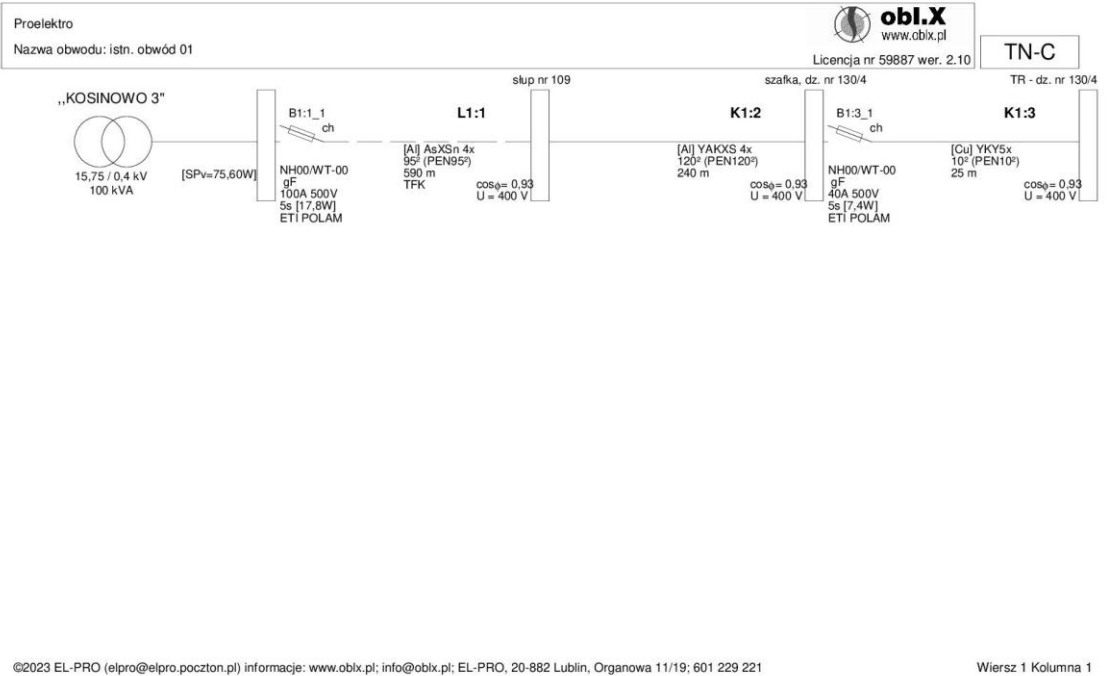 Proelektro
Nazwa obwodu: istn. obwód 01
obl.X
www.oblx.pl
Licencja nr 59887 wer. 2.10
TN-C
słup nr 109
szafka, dz. nr 130/4
TR - dz. nr 130/4
,,KOSINOWO 3"
15,75 / 0,4 kV
100 kVA
[SPv=75,60W]
B1:1_1
ch
NH00/WT-00
gF
100A 500V
5s [17,8W]
ETI POLAM
L1:1
[Al] AsXSn 4x
95² (PEN95²)
590 m
TFK
cosϕ= 0,93
U = 400 V
K1:2
[Al] YAKXS 4x
120² (PEN120²)
240 m
cosϕ= 0,93
U = 400 V
B1:3_1
ch
NH00/WT-00
gF
40A 500V
5s [7,4W]
ETI POLAM
K1:3
[Cu] YKY5x
10² (PEN10²)
25 m
cosϕ= 0,93
U = 400 V
©2023 EL-PRO (elpro@elpro.poczton.pl) informacje: www.oblx.pl; info@oblx.pl; EL-PRO, 20-882 Lublin, Organowa 11/19; 601 229 221
Wiersz 1 Kolumna 1